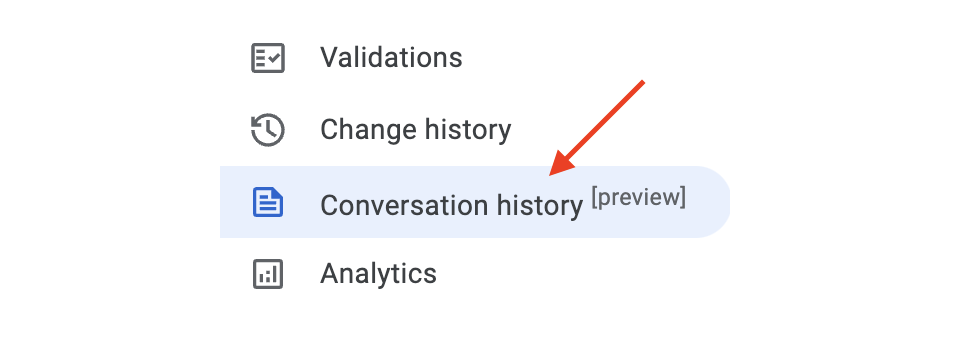 Validations
Change history
Conversation history [preview]
Analytics